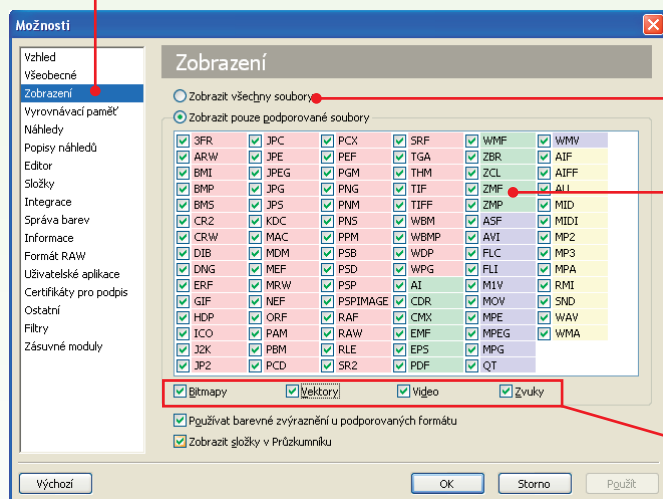 Možnosti
Vzhled
Všeobecné
Zobrazení
Vyrovnávací paměť
Náhledy
Popisy náhledů
Editor
Složky
Integrace
Správa barev
Informace
Formát RAW
Uživatelské aplikace
Certifikáty pro podpis
Ostatní
Filtry
Zásuvné moduly
Zobrazení
Zobrazit všechny soubory
Zobrazit pouze podporované soubory
3FR JPC PCX SRF WMF WMV
ARW JPE PEF TGA ZBR AIF
BMI JPEG PGM THM ZCL AIFF
BMP JPG PNG TIF ZMF AU
BMS JPS PNM TIFF ZMP MID
CR2 KDC PNS WBM ASF MIDI
CRW MAC PPM WBMP AVI MP2
DIB MDM PSB WDP FLC MP3
DNG MEF PSD WPG FLI MPA
ERF MRW PSP AI M1V RMI
GIF NEF PSPIMAGE CDR MOV SND
HDP ORF RAF CMX MPE WAV
ICO PAM RAW EMF MPEG WMA
J2K PBM RLE EPS MPG
JP2 PCD SR2 PDF QT
Bitmapy Vektory Video Zvuky
Používat barevné zvýraznění u podporovaných formátu
Zobrazit složky v Průzkumníku
Výchozí OK Storno Použít